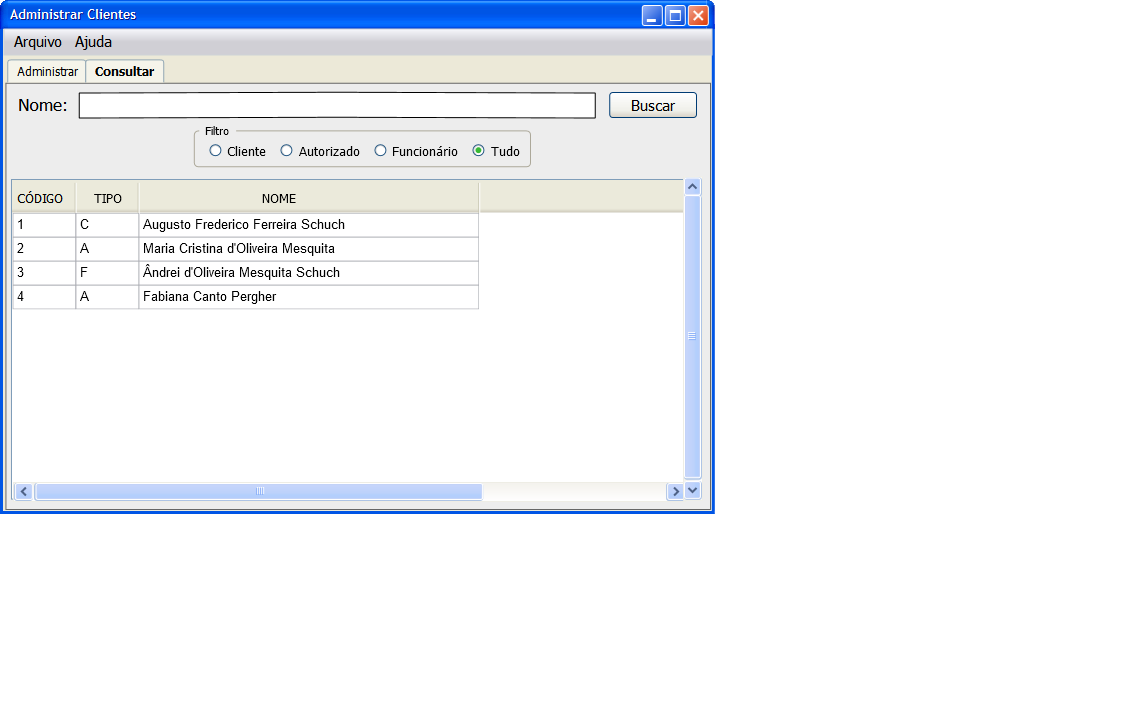 Administrar Clientes
Arquivo Ajuda
Administrar Consultar
Nome: Buscar
Filtro
Cliente Autorizado Funcionário Tudo
CÓDIGO TIPO NOME
1 C Augusto Frederico Ferreira Schuch
2 A Maria Cristina d'Oliveira Mesquita
3 F Ândrei d'Oliveira Mesquita Schuch
4 A Fabiana Canto Pergher